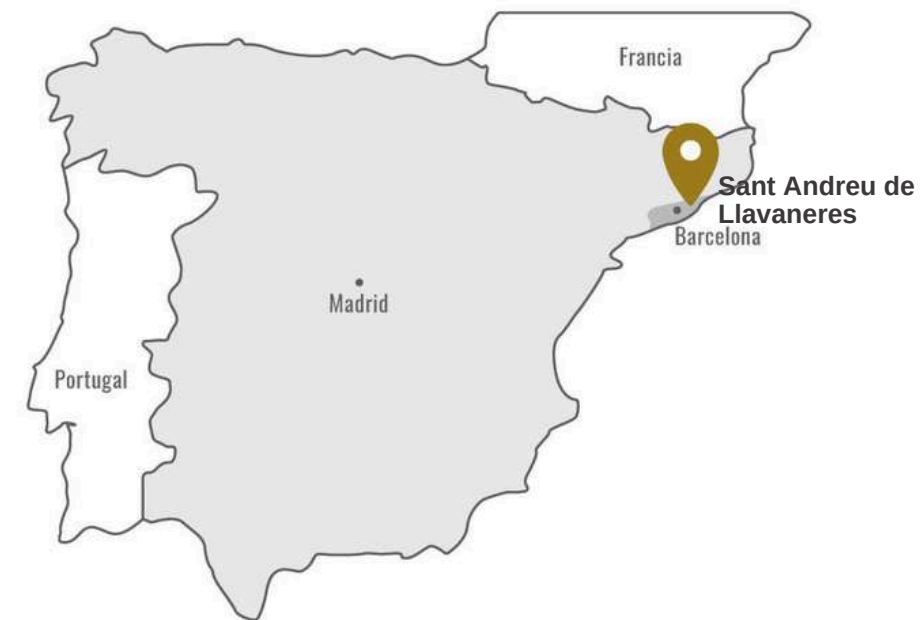 Francia
Sant Andreu de
Llavaneres
Barcelona
Madrid
Portugal